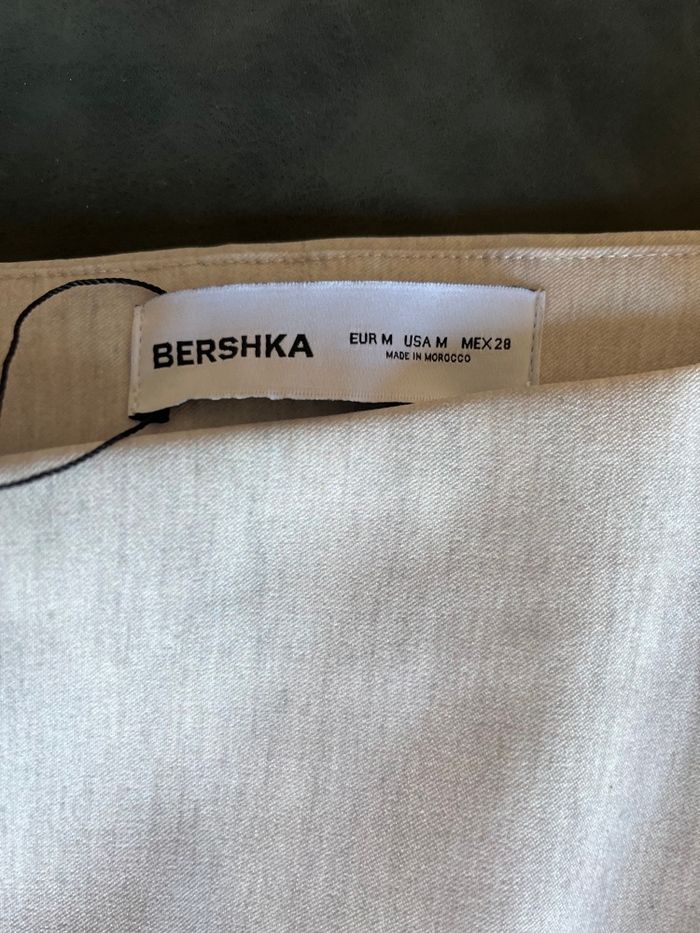 BERSHKA
EUR M USA M MEX 28
MADE IN MOROCCO